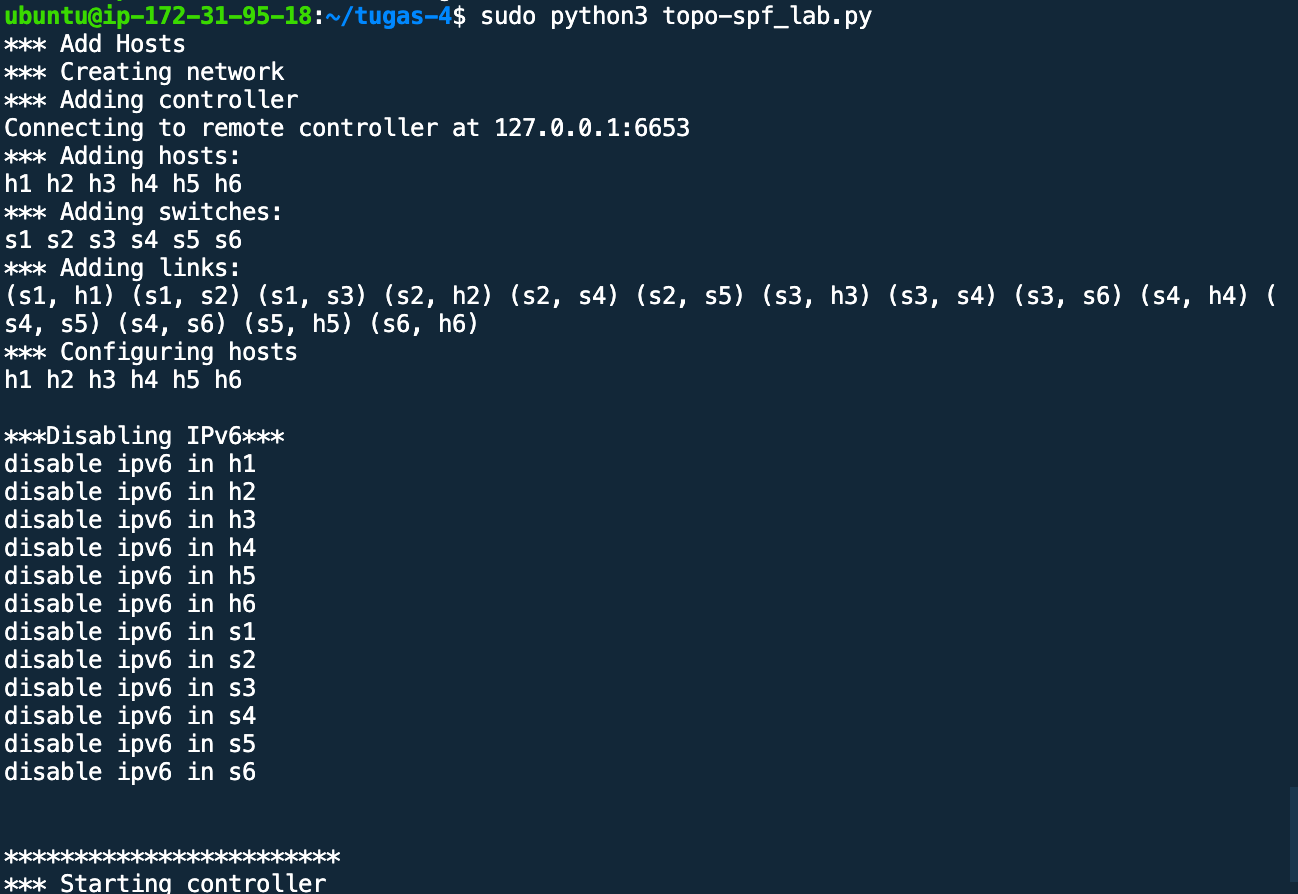 ubuntu@ip-172-31-95-18:~/tugas-4$ sudo python3 topo-spf_lab.py
*** Add Hosts
*** Creating network
*** Adding controller
Connecting to remote controller at 127.0.0.1:6653
*** Adding hosts:
h1 h2 h3 h4 h5 h6
*** Adding switches:
s1 s2 s3 s4 s5 s6
*** Adding links:
(s1, h1) (s1, s2) (s1, s3) (s2, h2) (s2, s4) (s2, s5) (s3, h3) (s3, s4) (s3, s6) (s4, h4) (
s4, s5) (s4, s6) (s5, h5) (s6, h6)
*** Configuring hosts
h1 h2 h3 h4 h5 h6
***Disabling IPv6***
disable ipv6 in h1
disable ipv6 in h2
disable ipv6 in h3
disable ipv6 in h4
disable ipv6 in h5
disable ipv6 in h6
disable ipv6 in s1
disable ipv6 in s2
disable ipv6 in s3
disable ipv6 in s4
disable ipv6 in s5
disable ipv6 in s6
************************
*** Starting controller